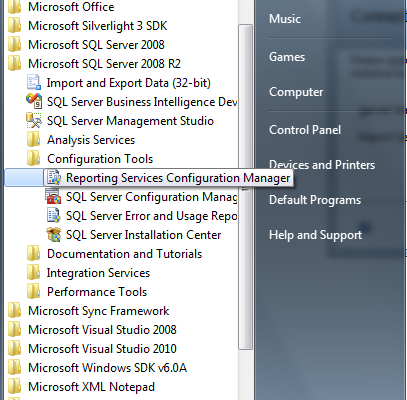 Microsoft Office
Microsoft Silverlight 3 SDK
Microsoft SQL Server 2008
Microsoft SQL Server 2008 R2
Import and Export Data (32-bit)
SQL Server Business Intelligence Dev
SQL Server Management Studio
Analysis Services
Configuration Tools
Reporting Services Configuration Manager
SQL Server Configuration Manag
SQL Server Error and Usage Repo
SQL Server Installation Center
Documentation and Tutorials
Integration Services
Performance Tools
Microsoft Sync Framework
Microsoft Visual Studio 2008
Microsoft Visual Studio 2010
Microsoft Windows SDK v6.0A
Microsoft XML Notepad
Music
Games
Computer
Control Panel
Devices and Printers
Default Programs
Help and Support